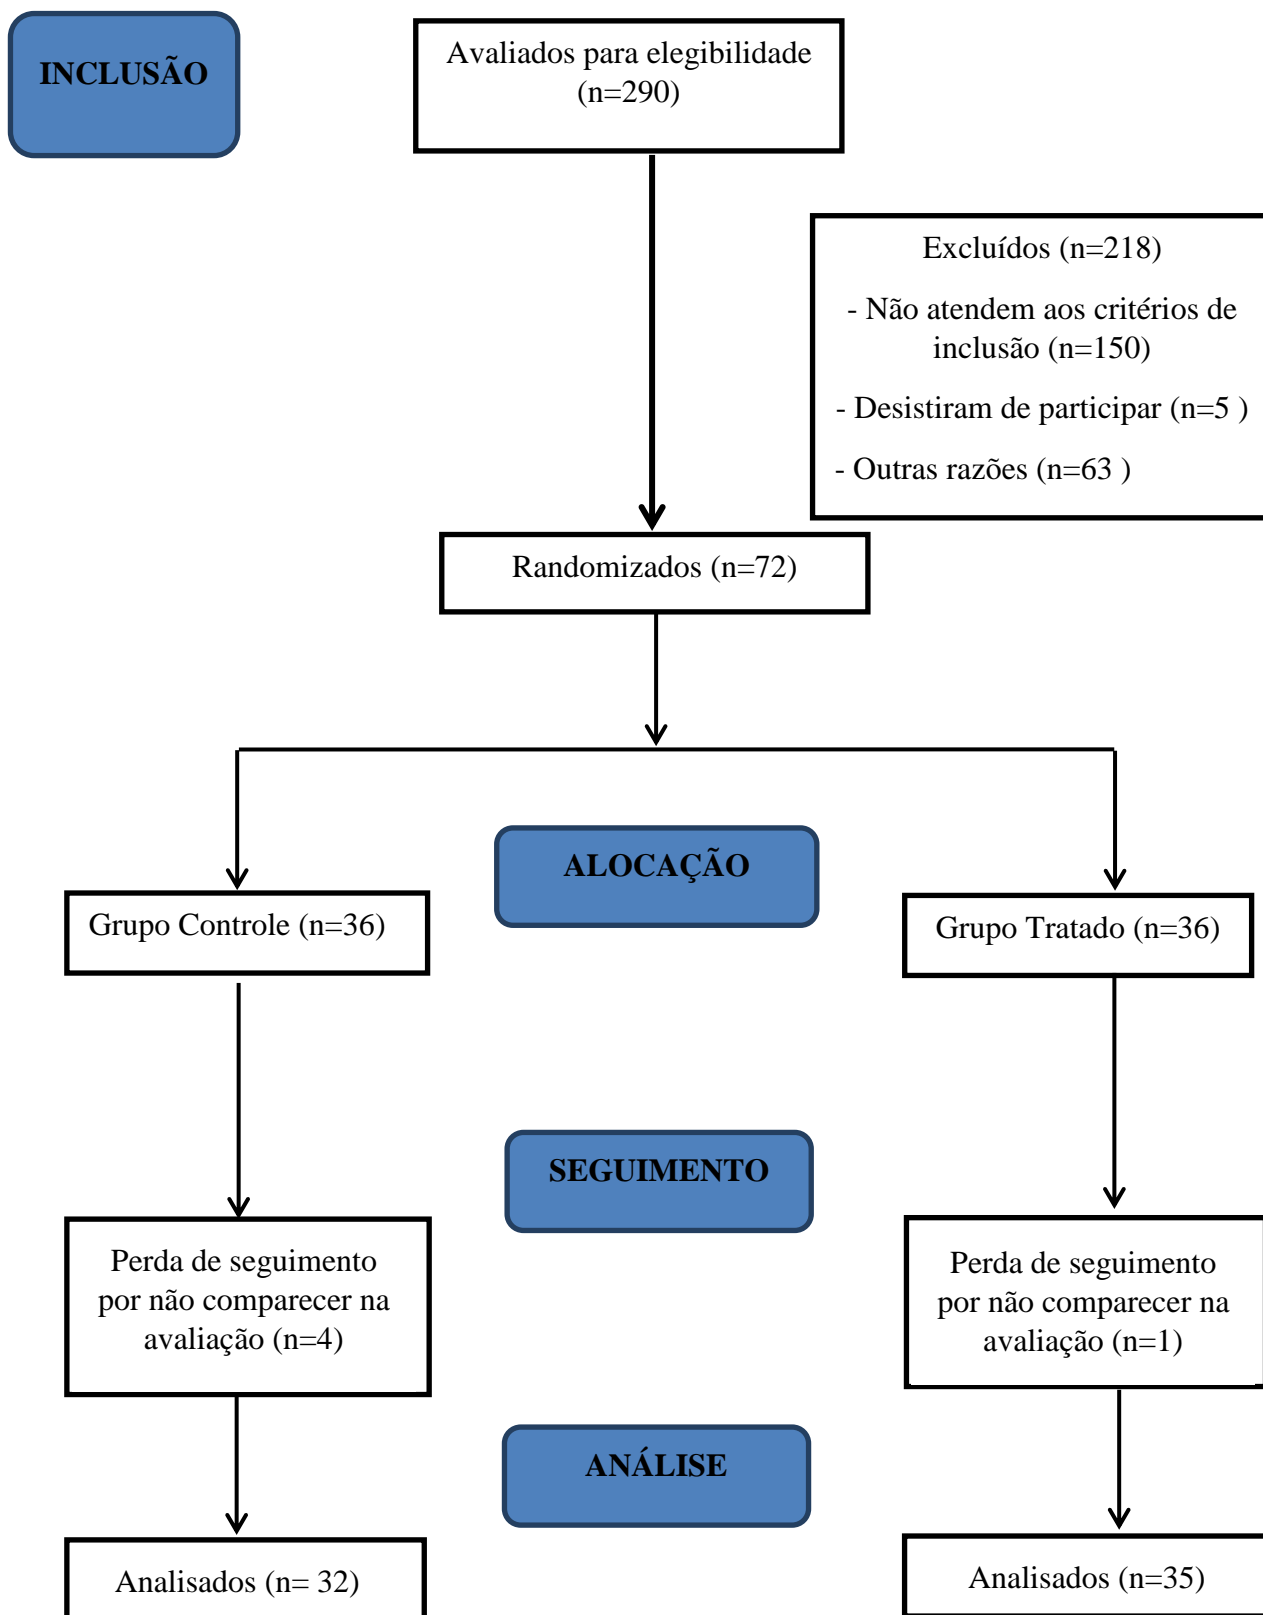 INCLUSÃO
Avaliados para elegibilidade
(n=290)
Excluídos (n=218)
- Não atendem aos critérios de
inclusão (n=150)
- Desistiram de participar (n=5 )
- Outras razões (n=63 )
Randomizados (n=72)
ALOCAÇÃO
Grupo Controle (n=36)
Grupo Tratado (n=36)
SEGUIMENTO
Perda de seguimento
por não comparecer na
avaliação (n=4)
Perda de seguimento
por não comparecer na
avaliação (n=1)
ANÁLISE
Analisados (n= 32)
Analisados (n=35)